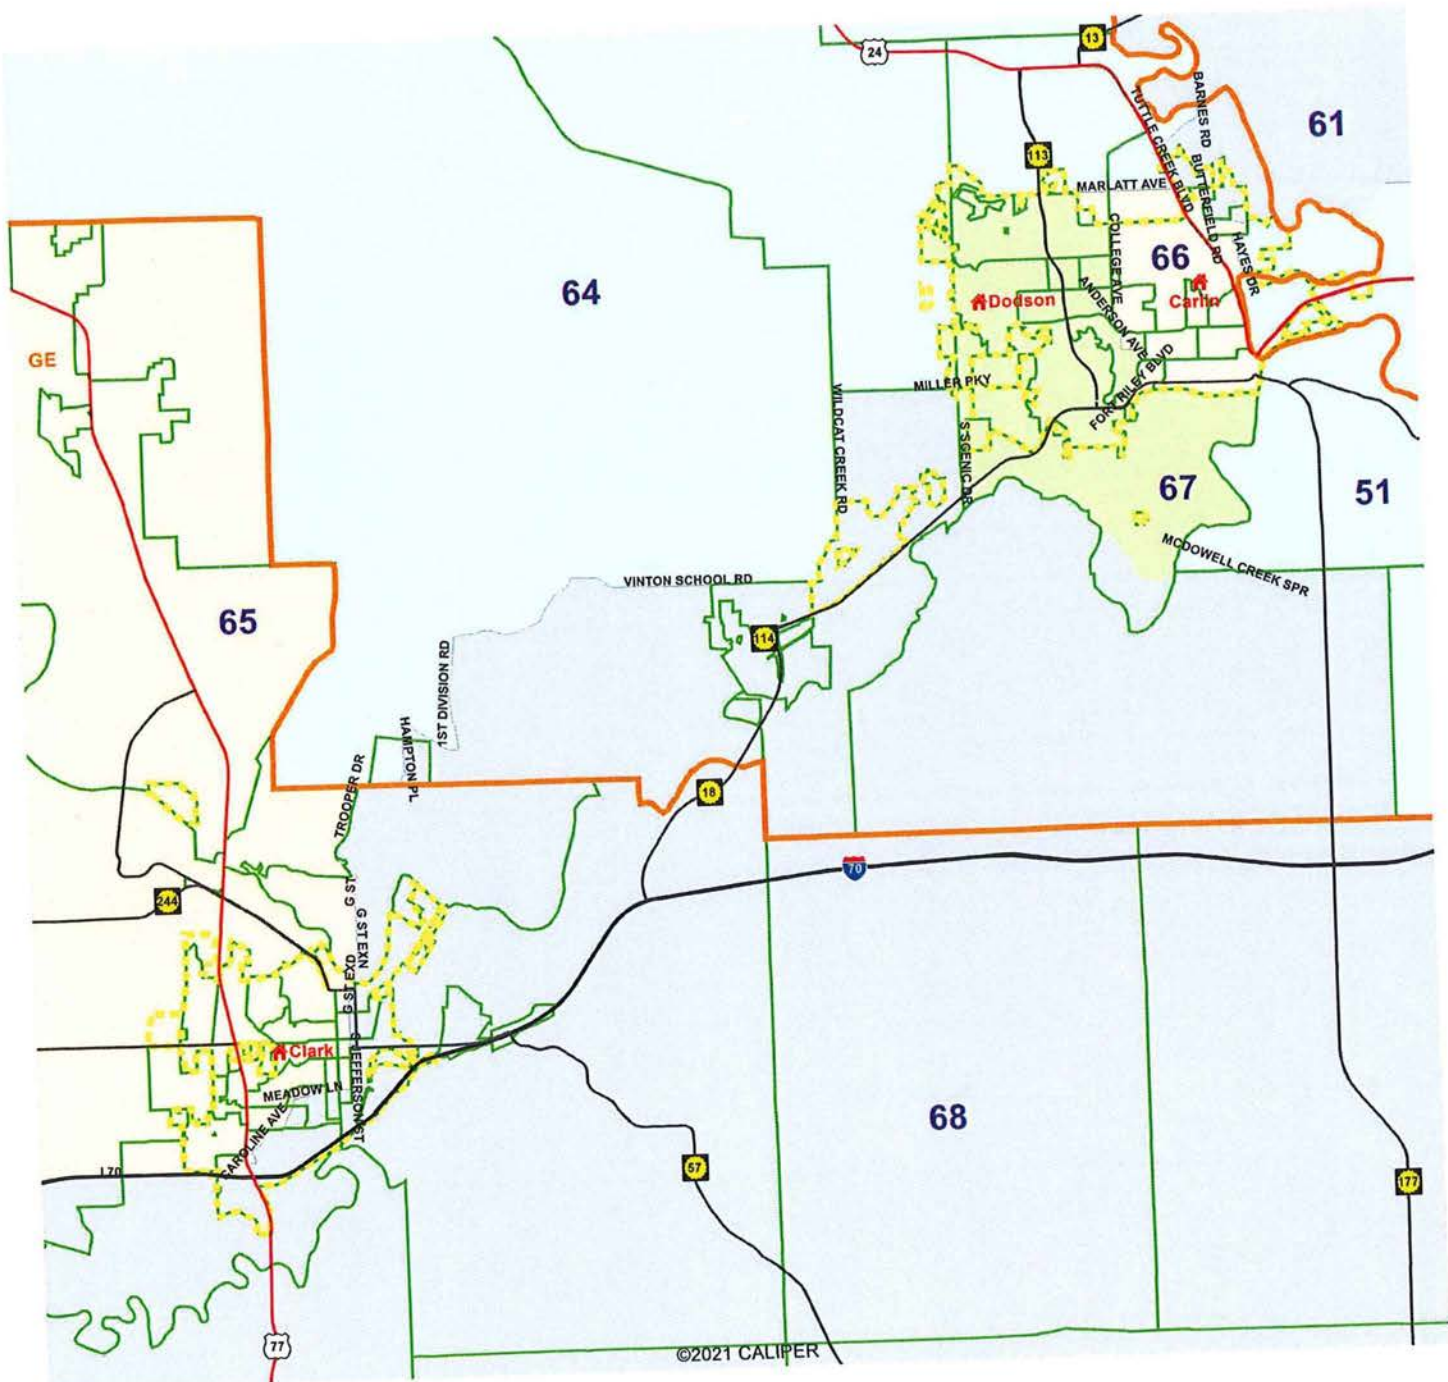 13
24
BARNES RD
61
TUTTLE CREEK BLVD
113
MARLATT AVE
BUTTERFIELD RD
COLLEGE AVE
HAYES DR
66
64
Dodson
ANDERSON AVE
Carlin
GE
FORT RILEY BLVD
MILLER PKY
WILDCAT CREEK RD
S SCENIC DR
67
51
MCDOWELL CREEK SPR
VINTON SCHOOL RD
65
114
1ST DIVISION RD
HAMPTON PL
TROOPER DR
18
70
244
G ST
G ST EXN
G ST EXD
Clark
S JEFFERSON ST
MEADOW LN
CAROLINE AVE
68
I 70
57
177
77
©2021 CALIPER